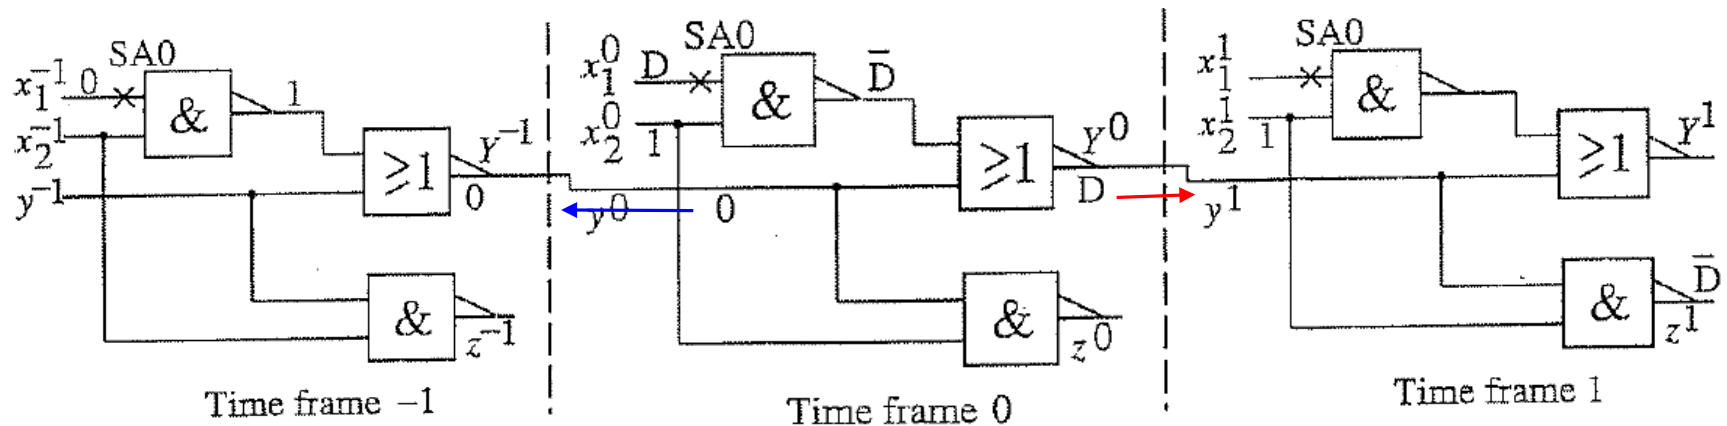 SA0
x₁⁻¹ 0
&
1
x₂⁻¹
≥1
Y⁻¹
0
y⁻¹
&
z⁻¹
Time frame –1
SA0
x₁⁰ D
&
D̅
x₂⁰
1
≥1
Y⁰
D
y⁰
0
&
z⁰
Time frame 0
SA0
x₁¹
&
x₂¹
1
≥1
Y¹
y¹
&
D̅
z¹
Time frame 1